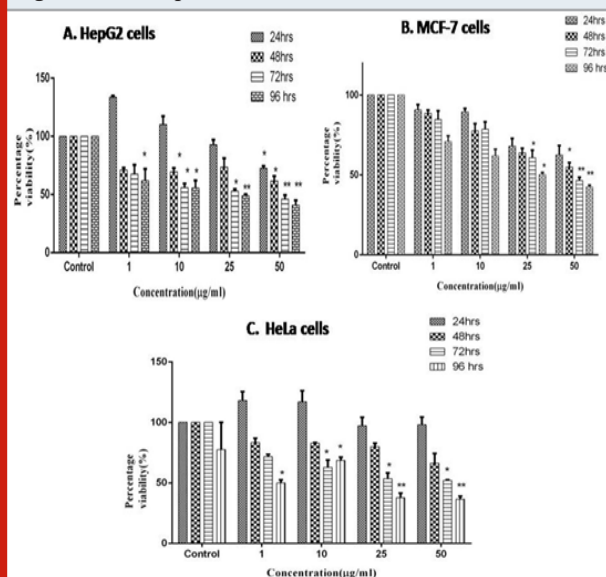 A. HepG2 cells
24hrs
48hrs
72hrs
96 hrs
150
100
50
0
Percentage
viability(%)
* * * * * ** * * ** **
Control 1 10 25 50
Concentration(µg/ml)
B. MCF-7 cells
24hrs
48hrs
72hrs
96 hrs
100
50
0
Percentage
viability(%)
* * * ** **
Control 1 10 25 50
Concentration(µg/ml)
C. HeLa cells
24hrs
48hrs
72hrs
96 hrs
150
100
50
0
Percentage
viability(%)
* * * * ** * **
Control 1 10 25 50
Concentration(µg/ml)